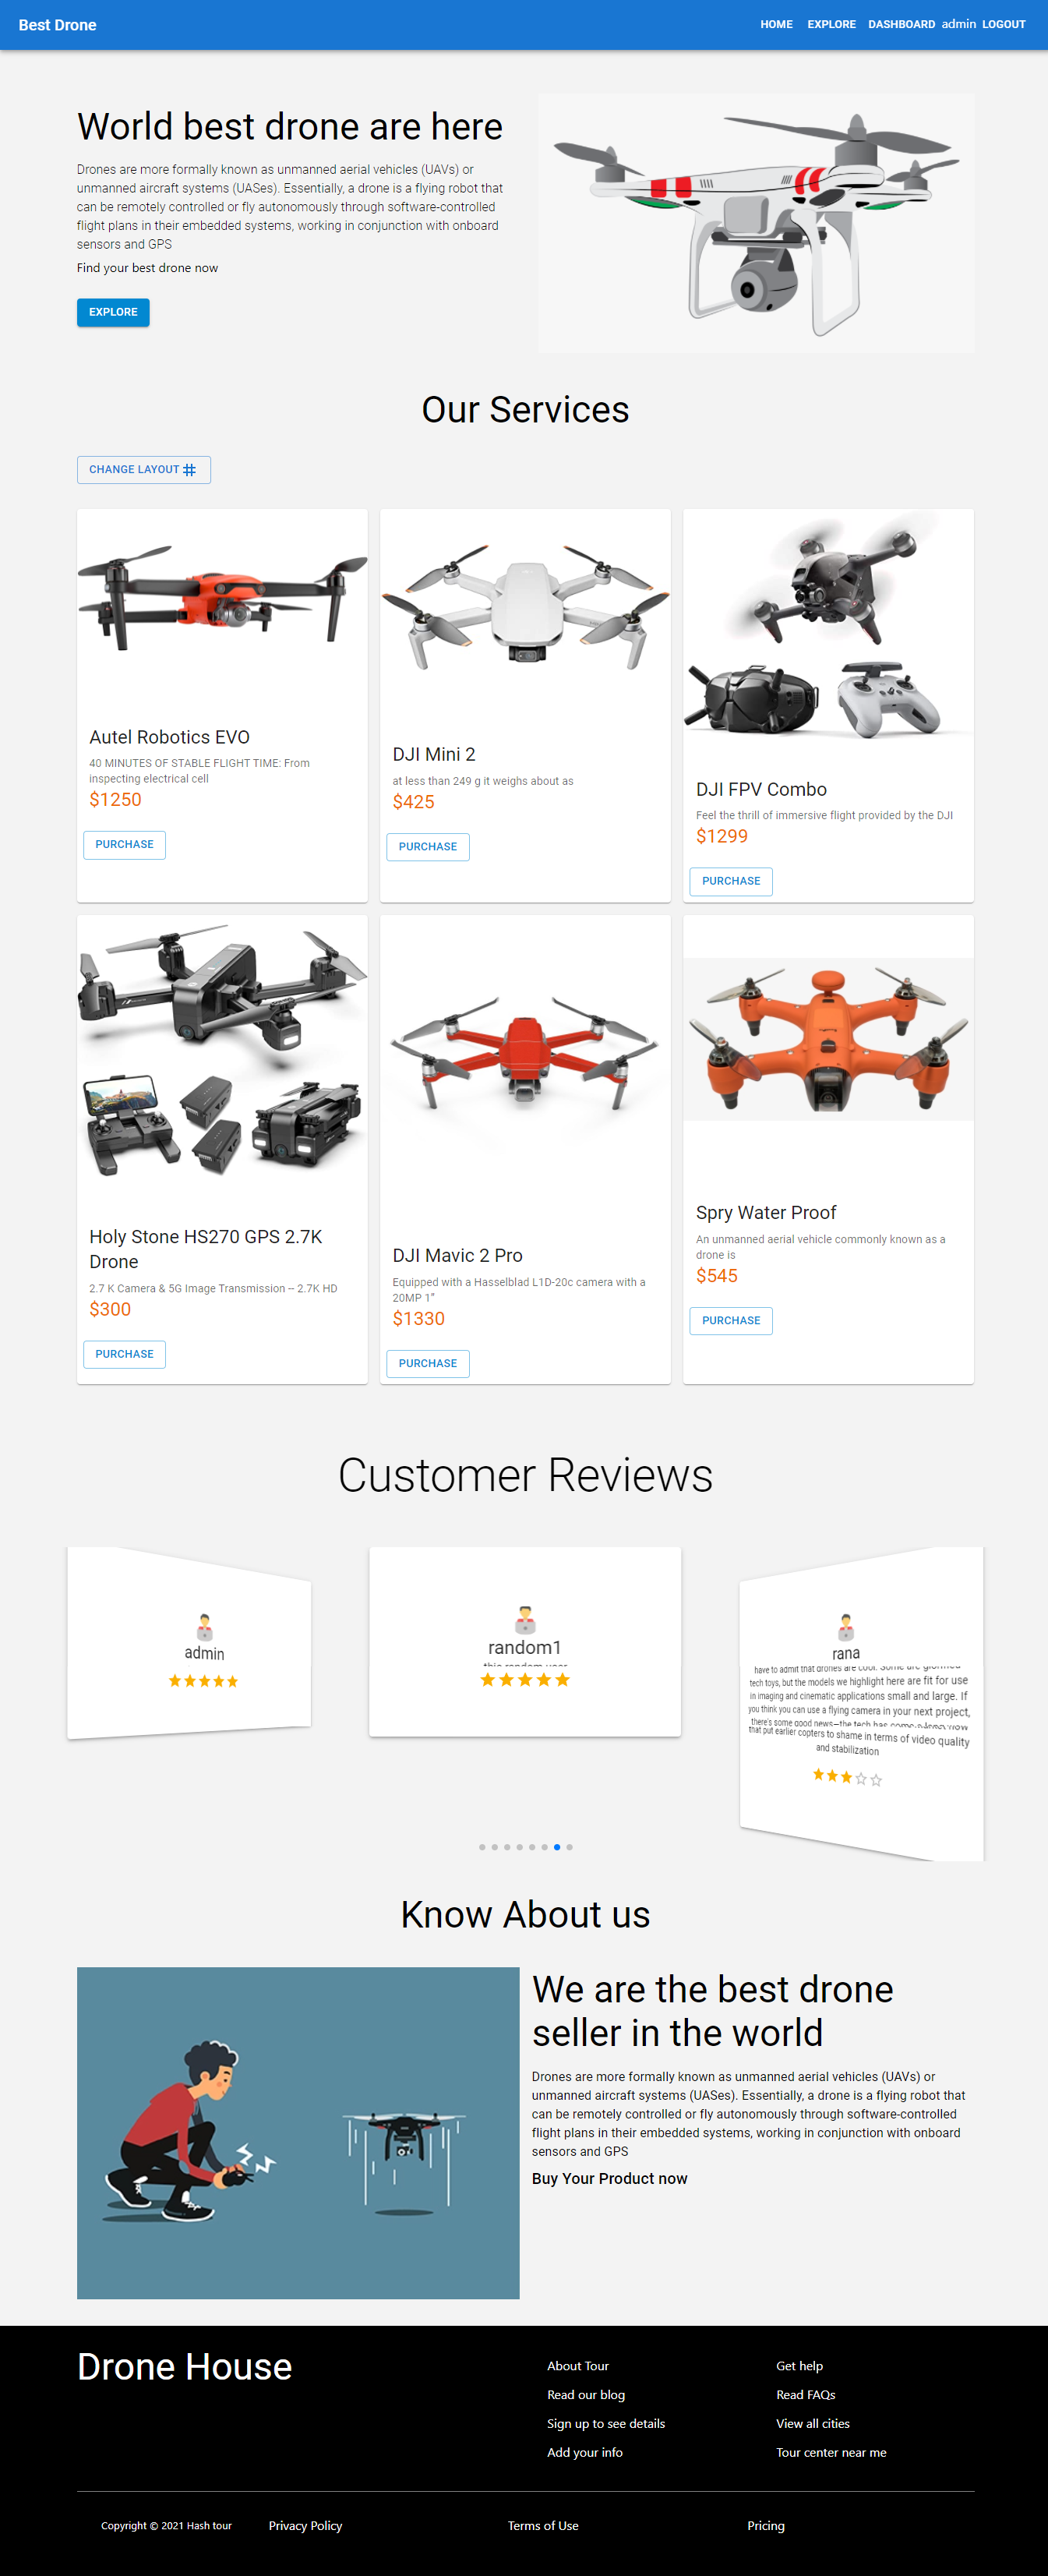 Best Drone
HOME EXPLORE DASHBOARD admin LOGOUT
World best drone are here
Drones are more formally known as unmanned aerial vehicles (UAVs) or
unmanned aircraft systems (UASes). Essentially, a drone is a flying robot that
can be remotely controlled or fly autonomously through software-controlled
flight plans in their embedded systems, working in conjunction with onboard
sensors and GPS
Find your best drone now
EXPLORE
Our Services
CHANGE LAYOUT
Autel Robotics EVO
40 MINUTES OF STABLE FLIGHT TIME: From
inspecting electrical cell
$1250
PURCHASE
DJI Mini 2
at less than 249 g it weighs about as
$425
PURCHASE
DJI FPV Combo
Feel the thrill of immersive flight provided by the DJI
$1299
PURCHASE
Holy Stone HS270 GPS 2.7K
Drone
2.7 K Camera & 5G Image Transmission -- 2.7K HD
$300
PURCHASE
DJI Mavic 2 Pro
Equipped with a Hasselblad L1D-20c camera with a
20MP 1"
$1330
PURCHASE
Spry Water Proof
An unmanned aerial vehicle commonly known as a
drone is
$545
PURCHASE
Customer Reviews
admin
random1
this random user
rana
have to admit that drones are cool. Some are glorified
tech toys, but the models we highlight here are fit for use
in imaging and cinematic applications small and large. If
you think you can use a flying camera in your next project,
there's some good news—the tech has come
that put earlier copters to shame in terms of video quality
and stabilization
Know About us
We are the best drone
seller in the world
Drones are more formally known as unmanned aerial vehicles (UAVs) or
unmanned aircraft systems (UASes). Essentially, a drone is a flying robot that
can be remotely controlled or fly autonomously through software-controlled
flight plans in their embedded systems, working in conjunction with onboard
sensors and GPS
Buy Your Product now
Drone House
About Tour
Read our blog
Sign up to see details
Add your info
Get help
Read FAQs
View all cities
Tour center near me
Copyright © 2021 Hash tour
Privacy Policy
Terms of Use
Pricing